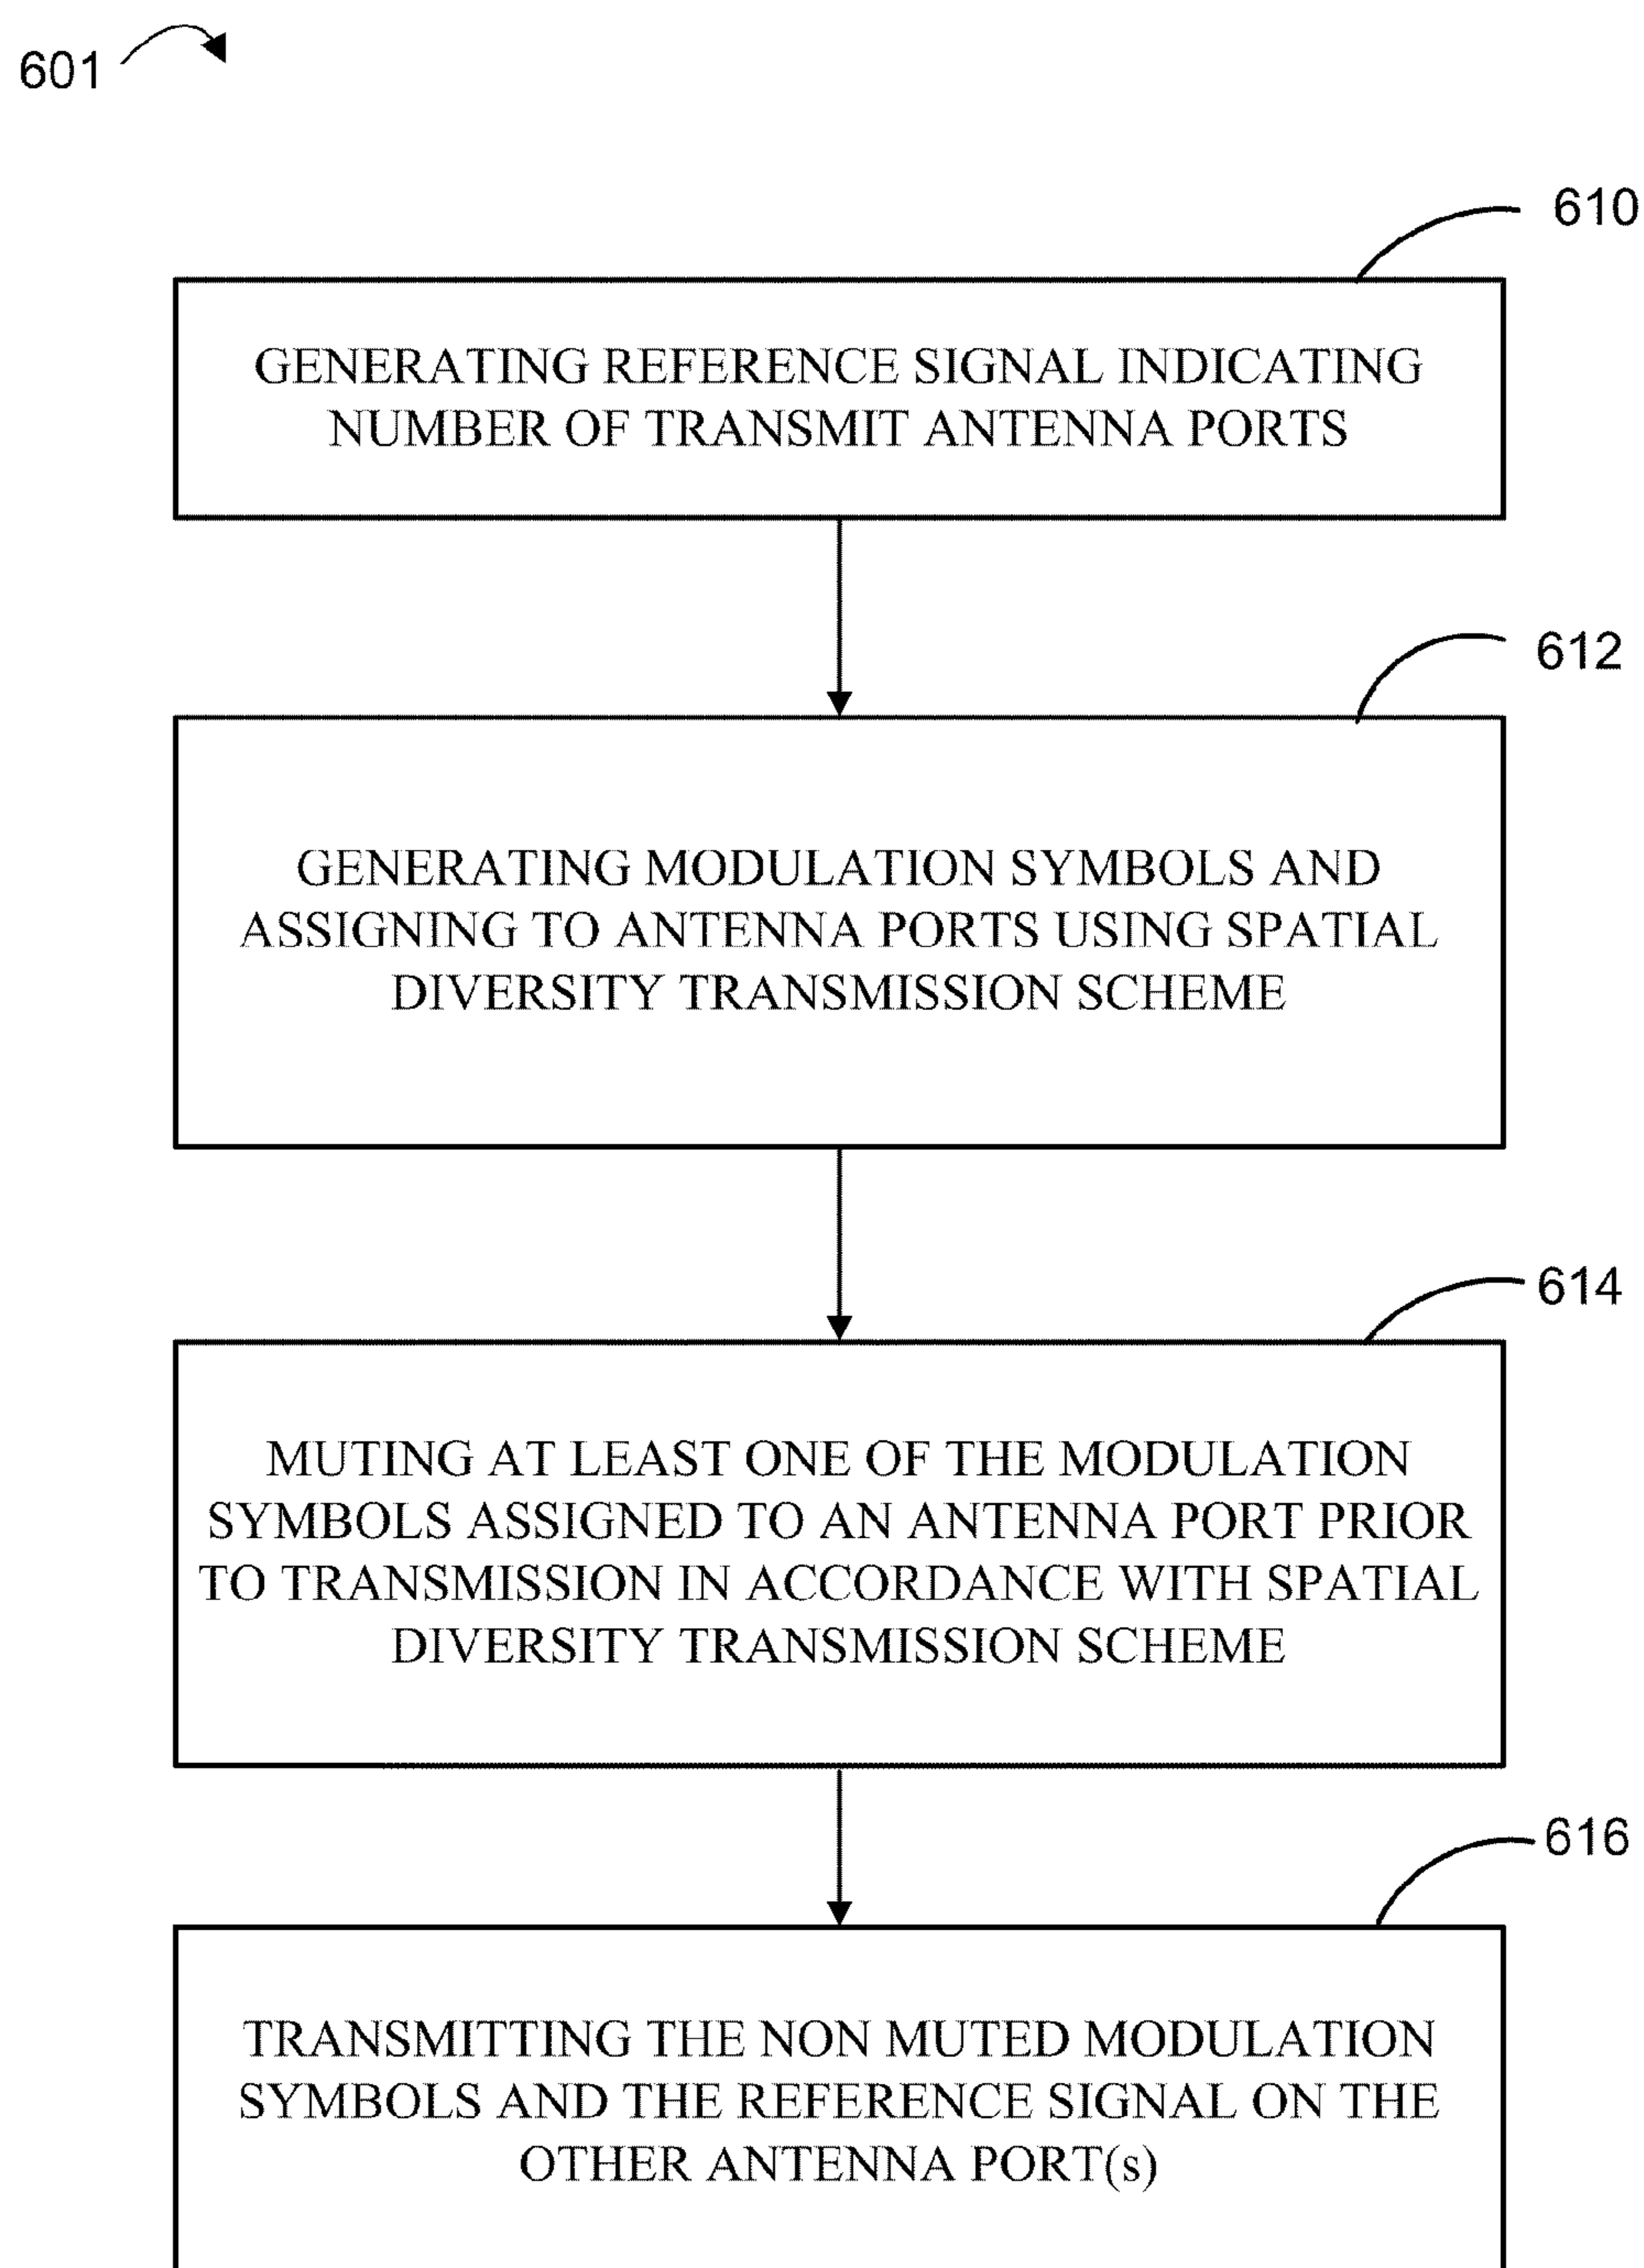 601
610
GENERATING REFERENCE SIGNAL INDICATING
NUMBER OF TRANSMIT ANTENNA PORTS
612
GENERATING MODULATION SYMBOLS AND
ASSIGNING TO ANTENNA PORTS USING SPATIAL
DIVERSITY TRANSMISSION SCHEME
614
MUTING AT LEAST ONE OF THE MODULATION
SYMBOLS ASSIGNED TO AN ANTENNA PORT PRIOR
TO TRANSMISSION IN ACCORDANCE WITH SPATIAL
DIVERSITY TRANSMISSION SCHEME
616
TRANSMITTING THE NON MUTED MODULATION
SYMBOLS AND THE REFERENCE SIGNAL ON THE
OTHER ANTENNA PORT(s)